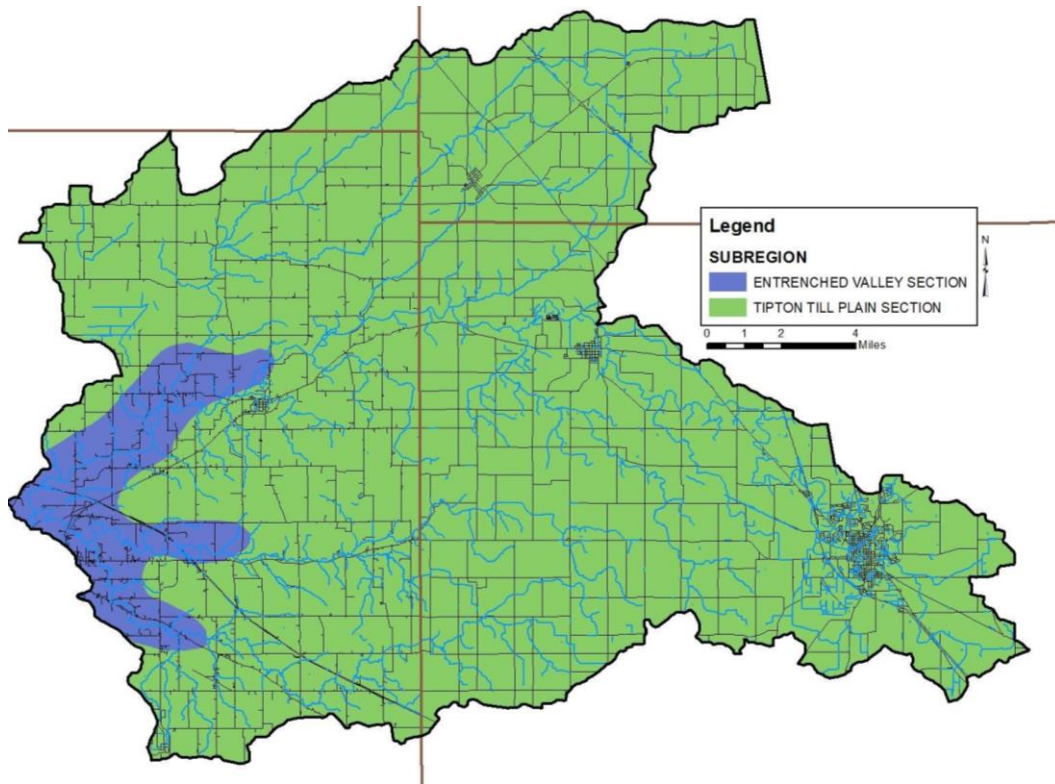 Legend
SUBREGION
ENTRENCHED VALLEY SECTION
TIPTON TILL PLAIN SECTION
N
0 1 2 4
Miles